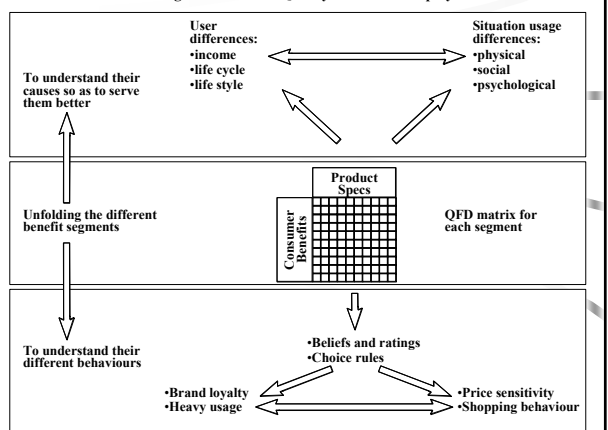 User
differences:
•income
•life cycle
•life style
Situation usage
differences:
•physical
•social
•psychological
To understand their
causes so as to serve
them better
Product
Specs
Unfolding the different
benefit segments
Consumer
Benefits
QFD matrix for
each segment
•Beliefs and ratings
•Choice rules
To understand their
different behaviours
•Brand loyalty
•Heavy usage
•Price sensitivity
•Shopping behaviour